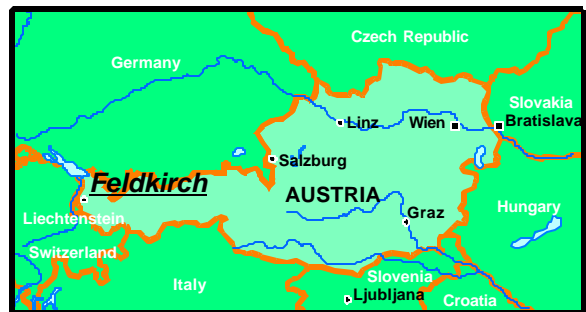 Czech Republic
Germany
Slovakia
Linz
Wien
Bratislava
Salzburg
Feldkirch
AUSTRIA
Liechtenstein
Graz
Hungary
Switzerland
Italy
Slovenia
Ljubljana
Croatia